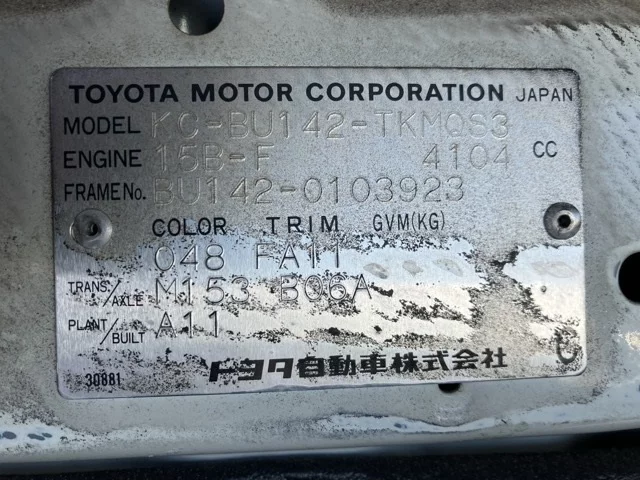 TOYOTA MOTOR CORPORATION JAPAN
MODEL KC-BU142-TKMQS3
ENGINE 15B-F 4104 CC
FRAME No. BU142-0103923
COLOR TRIM GVM(KG)
048 FA11
TRANS./AXLE M153 B06A
PLANT/BUILT A11
トヨタ自動車株式会社
30881